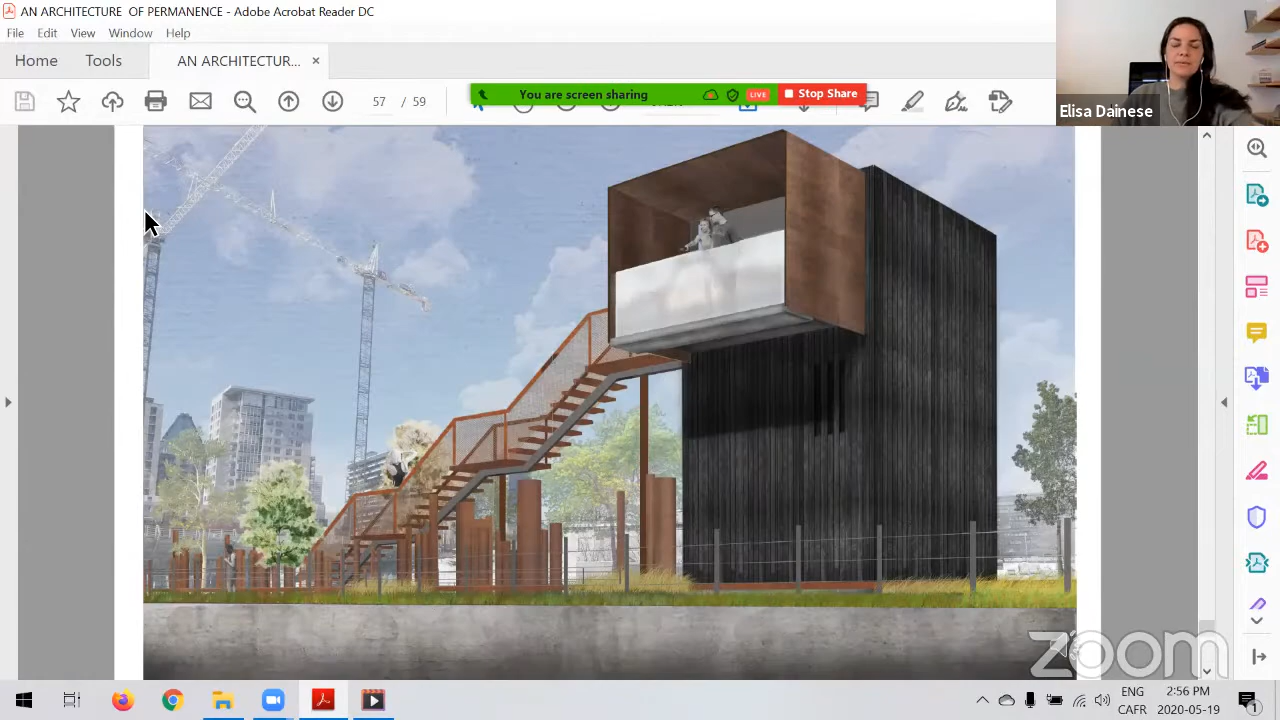 AN ARCHITECTURE OF PERMANENCE - Adobe Acrobat Reader DC
File Edit View Window Help
Home Tools AN ARCHITECTUR... ×
57 / 59
You are screen sharing LIVE Stop Share
Elisa Dainese
zoom
ENG 2:56 PM
CAFR 2020-05-19
1